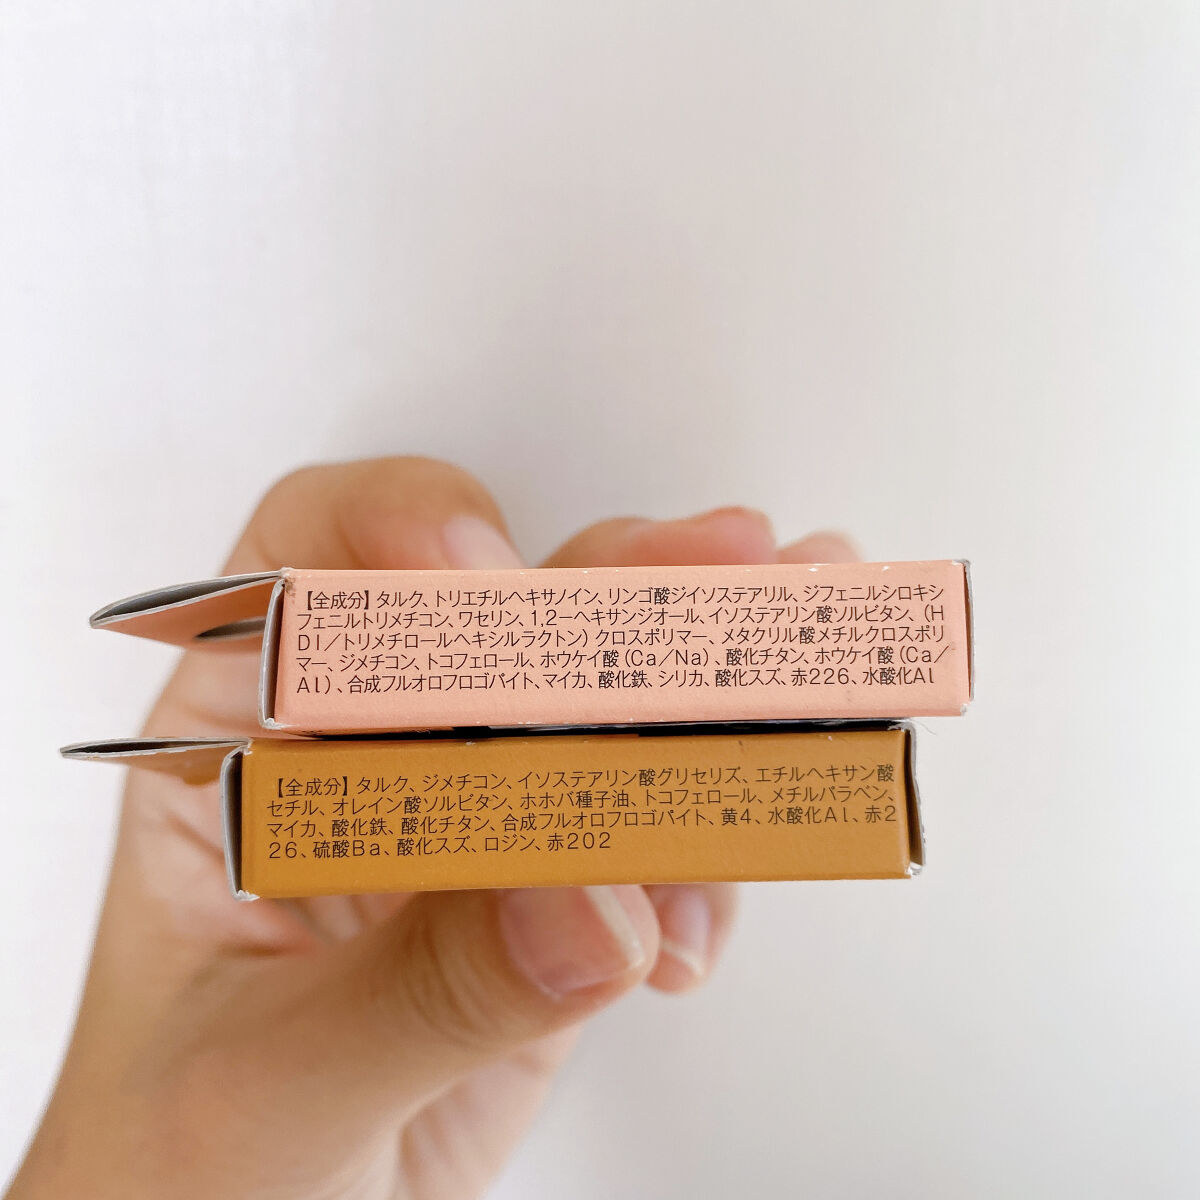 【全成分】タルク、トリエチルヘキサノイン、リンゴ酸ジイソステアリル、ジフェニルシロキシ
フェニルトリメチコン、ワセリン、1,2－ヘキサンジオール、イソステアリン酸ソルビタン、(H
DI／トリメチロールヘキシルラクトン)クロスポリマー、メタクリル酸メチルクロスポリ
マー、ジメチコン、トコフェロール、ホウケイ酸(Ca／Na)、酸化チタン、ホウケイ酸(Ca／
Al)、合成フルオロフロゴパイト、マイカ、酸化鉄、シリカ、酸化スズ、赤226、水酸化Al
【全成分】タルク、ジメチコン、イソステアリン酸グリセリズ、エチルヘキサン酸
セチル、オレイン酸ソルビタン、ホホバ種子油、トコフェロール、メチルパラベン、
マイカ、酸化鉄、酸化チタン、合成フルオロフロゴパイト、黄4、水酸化Al、赤2
26、硫酸Ba、酸化スズ、ロジン、赤202